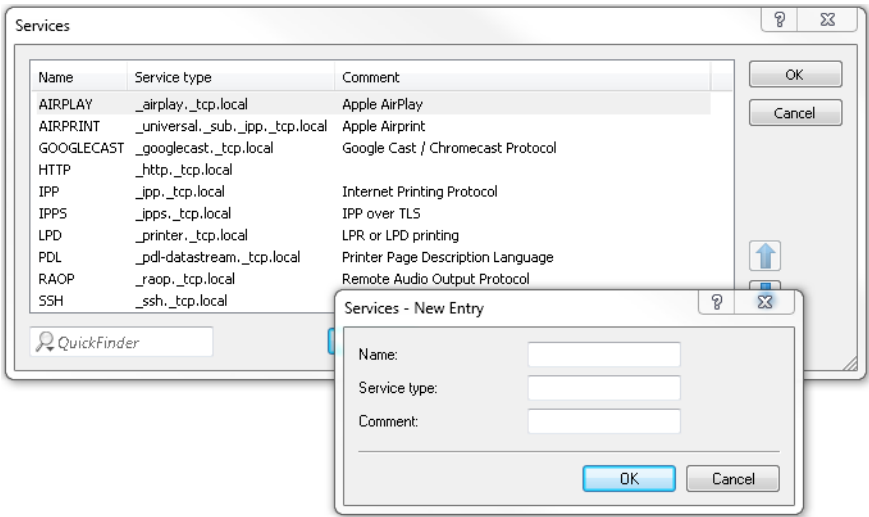 Services
Name Service type Comment
AIRPLAY _airplay._tcp.local Apple AirPlay
AIRPRINT _universal._sub._ipp._tcp.local Apple Airprint
GOOGLECAST _googlecast._tcp.local Google Cast / Chromecast Protocol
HTTP _http._tcp.local
IPP _ipp._tcp.local Internet Printing Protocol
IPPS _ipps._tcp.local IPP over TLS
LPD _printer._tcp.local LPR or LPD printing
PDL _pdl-datastream._tcp.local Printer Page Description Language
RAOP _raop._tcp.local Remote Audio Output Protocol
SSH _ssh._tcp.local
OK
Cancel
QuickFinder
Services - New Entry
Name:
Service type:
Comment:
OK Cancel